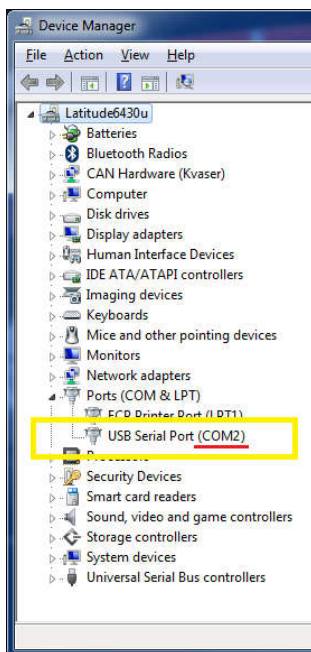 Device Manager
File Action View Help
Latitude6430u
Batteries
Bluetooth Radios
CAN Hardware (Kvaser)
Computer
Disk drives
Display adapters
Human Interface Devices
IDE ATA/ATAPI controllers
Imaging devices
Keyboards
Mice and other pointing devices
Monitors
Network adapters
Ports (COM & LPT)
ECP Printer Port (LPT1)
USB Serial Port (COM2)
Processors
Security Devices
Smart card readers
Sound, video and game controllers
Storage controllers
System devices
Universal Serial Bus controllers